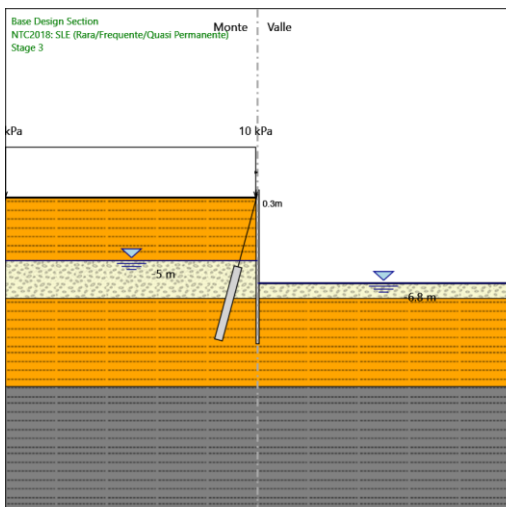 Base Design Section
NTC2018: SLE (Rara/Frequente/Quasi Permanente)
Stage 3
Monte Valle
kPa 10 kPa
0.3m
-5 m
-6.8 m